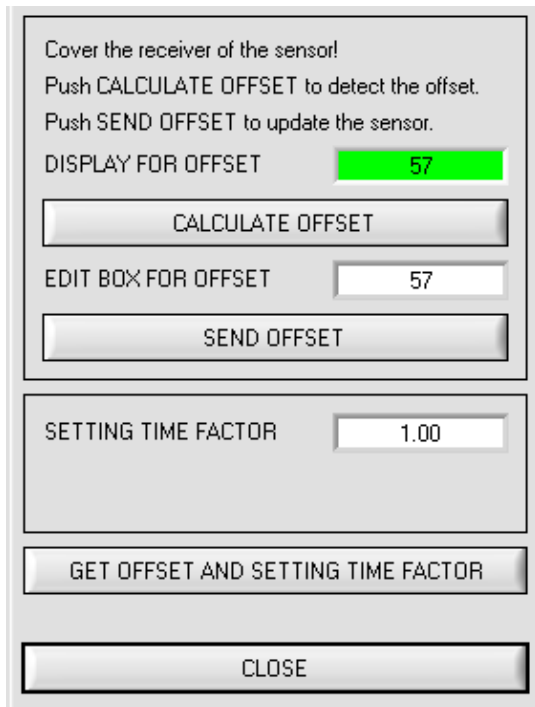 Cover the receiver of the sensor!
Push CALCULATE OFFSET to detect the offset.
Push SEND OFFSET to update the sensor.
DISPLAY FOR OFFSET 57
CALCULATE OFFSET
EDIT BOX FOR OFFSET 57
SEND OFFSET
SETTING TIME FACTOR 1.00
GET OFFSET AND SETTING TIME FACTOR
CLOSE